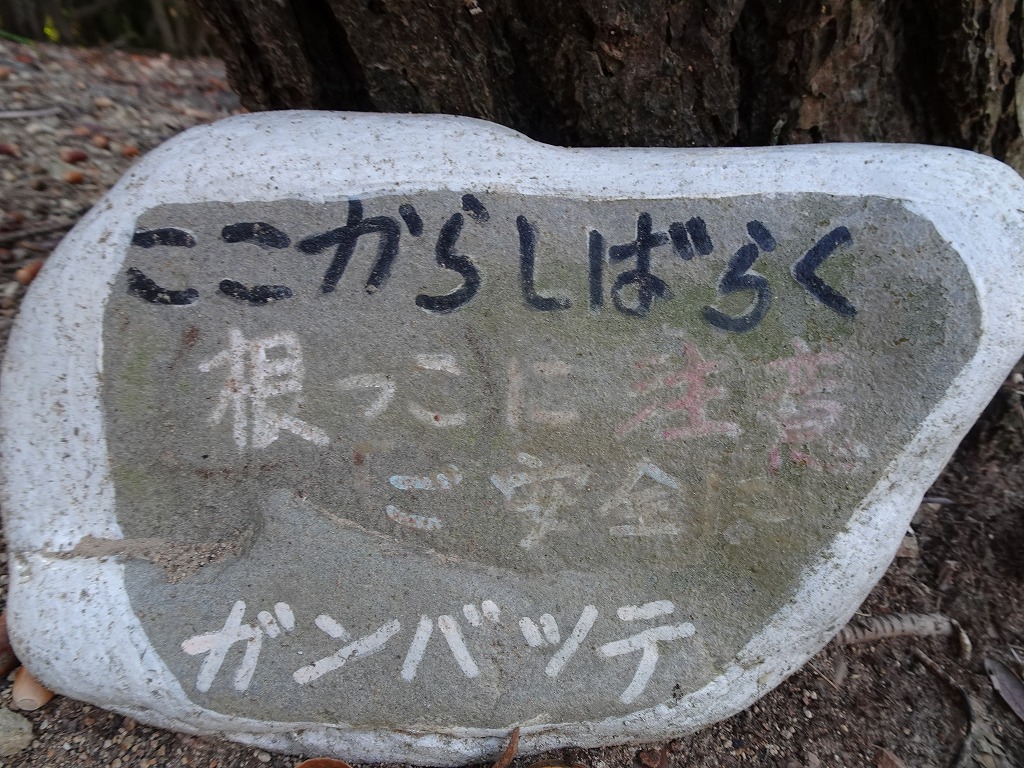 ここからしばらく
根っこに注意
ご安全に
ガンバッテ